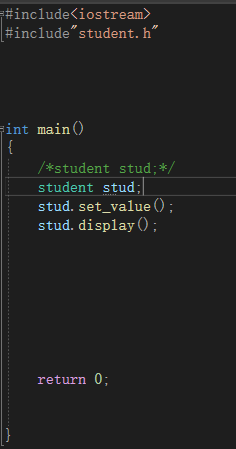 #include<iostream>
#include"student.h"
int main()
{
/*student stud;*/
student stud;
stud.set_value();
stud.display();
return 0;
}